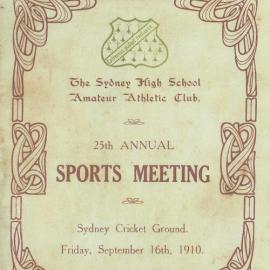 The Sydney High School
Amateur Athletic Club.
25th ANNUAL
SPORTS MEETING
Sydney Cricket Ground.
Friday, September 16th, 1910.